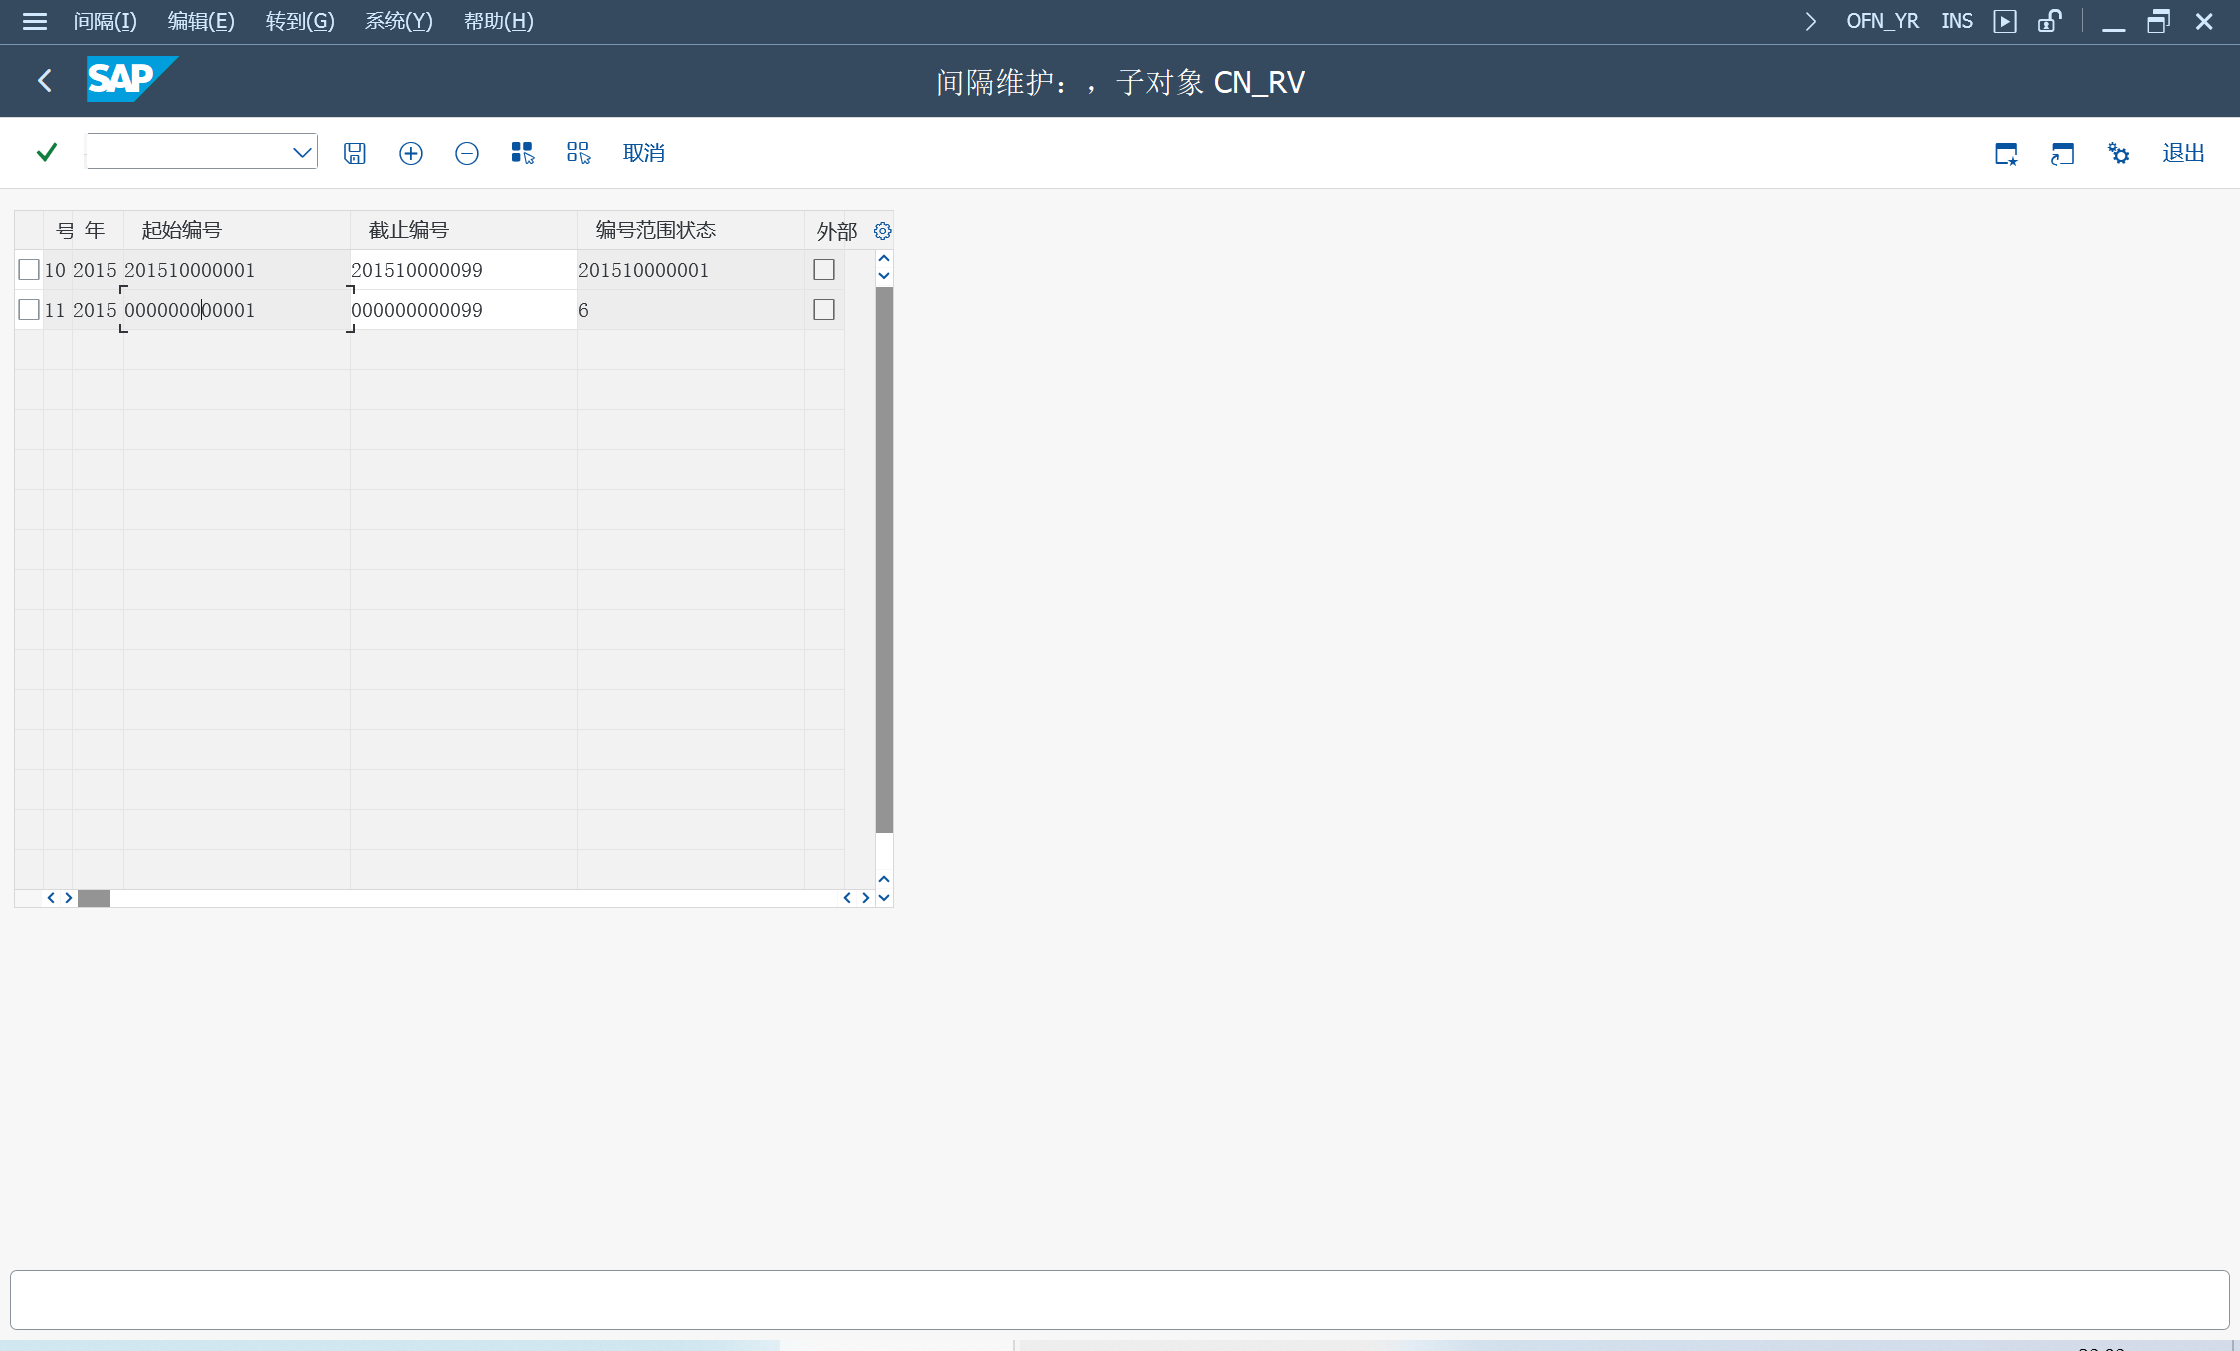 间隔(I) 编辑(E) 转到(G) 系统(Y) 帮助(H) OFN_YR INS
SAP 间隔维护: ，子对象 CN_RV
取消 退出
号 年 起始编号 截止编号 编号范围状态 外部
10 2015 201510000001 201510000099 201510000001
11 2015 000000000001 000000000099 6